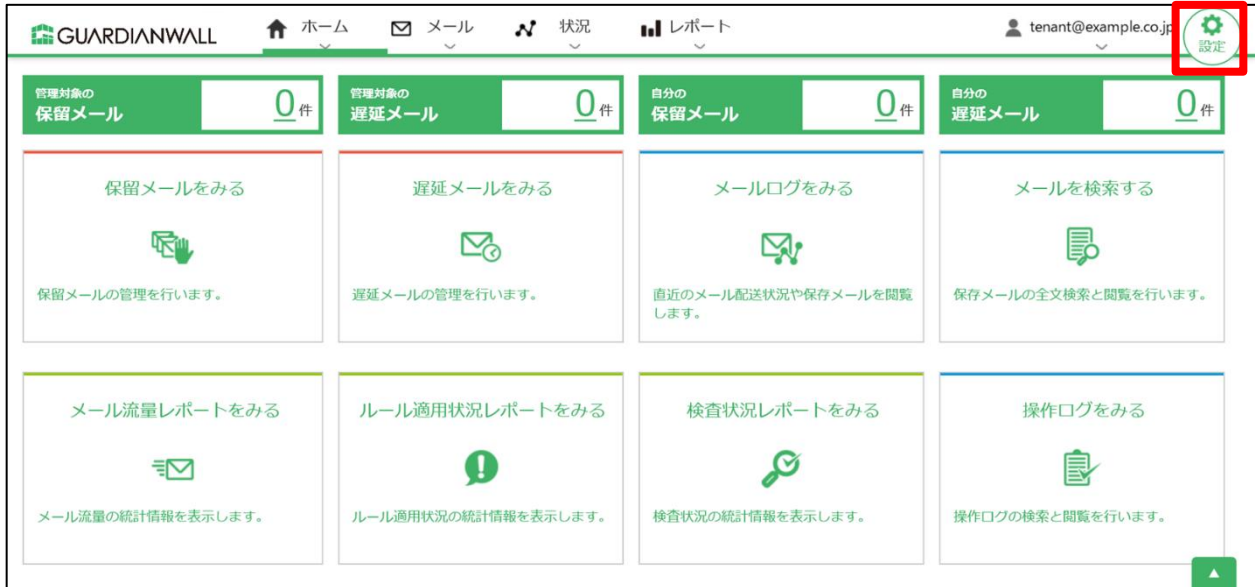 GUARDIANWALL
ホーム
メール
状況
レポート
tenant@example.co.jp
設定
管理対象の
保留メール
0件
管理対象の
遅延メール
0件
自分の
保留メール
0件
自分の
遅延メール
0件
保留メールをみる
保留メールの管理を行います。
遅延メールをみる
遅延メールの管理を行います。
メールログをみる
直近のメール配送状況や保存メールを閲覧
します。
メールを検索する
保存メールの全文検索と閲覧を行います。
メール流量レポートをみる
メール流量の統計情報を表示します。
ルール適用状況レポートをみる
ルール適用状況の統計情報を表示します。
検査状況レポートをみる
検査状況の統計情報を表示します。
操作ログをみる
操作ログの検索と閲覧を行います。